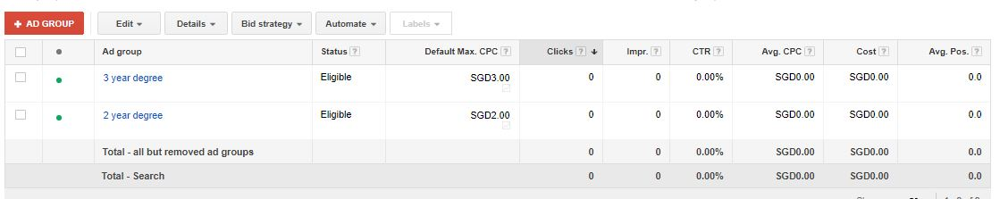 + AD GROUP Edit Details Bid strategy Automate Labels
Ad group Status ? Default Max. CPC ? Clicks ? Impr. ? CTR ? Avg. CPC ? Cost ? Avg. Pos. ?
3 year degree Eligible SGD3.00 0 0 0.00% SGD0.00 SGD0.00 0.0
2 year degree Eligible SGD2.00 0 0 0.00% SGD0.00 SGD0.00 0.0
Total - all but removed ad groups 0 0 0.00% SGD0.00 SGD0.00 0.0
Total - Search 0 0 0.00% SGD0.00 SGD0.00 0.0